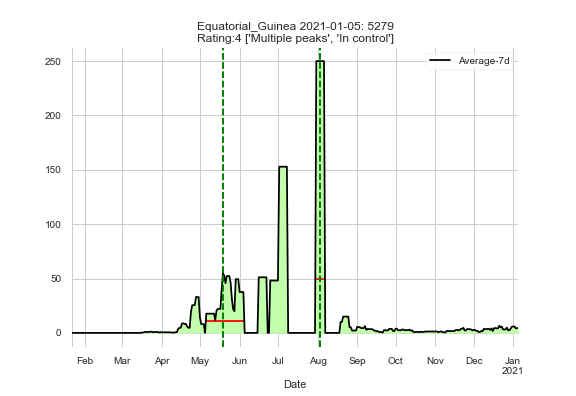 Equatorial_Guinea 2021-01-05: 5279
Rating:4 ['Multiple peaks', 'In control']
Average-7d
250
200
150
100
50
0
Feb Mar Apr May Jun Jul Aug Sep Oct Nov Dec Jan
2021
Date